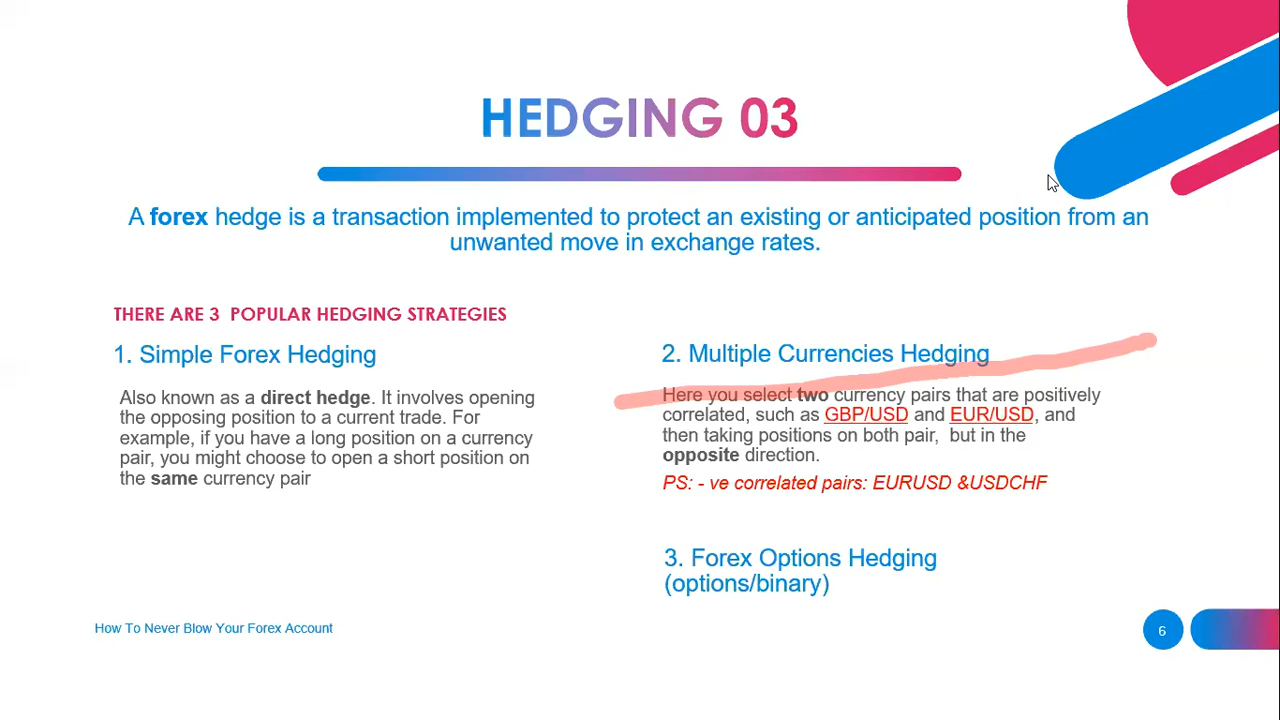 HEDGING 03
A forex hedge is a transaction implemented to protect an existing or anticipated position from an
unwanted move in exchange rates.
THERE ARE 3 POPULAR HEDGING STRATEGIES
1. Simple Forex Hedging
Also known as a direct hedge. It involves opening
the opposing position to a current trade. For
example, if you have a long position on a currency
pair, you might choose to open a short position on
the same currency pair
2. Multiple Currencies Hedging
Here you select two currency pairs that are positively
correlated, such as GBP/USD and EUR/USD, and
then taking positions on both pair, but in the
opposite direction.
PS: - ve correlated pairs: EURUSD &USDCHF
3. Forex Options Hedging
(options/binary)
How To Never Blow Your Forex Account
6